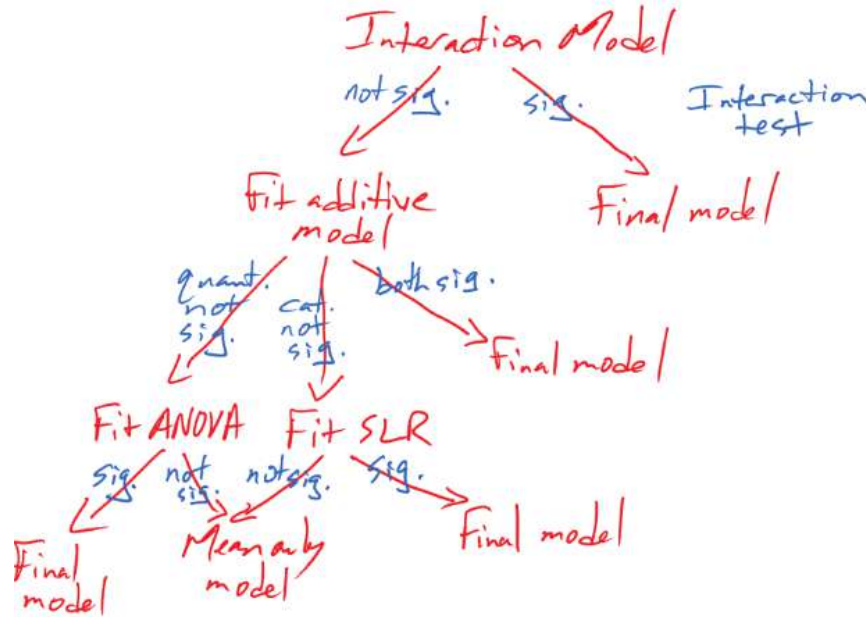 Interaction Model
not sig.
sig.
Interaction
test
Fit additive
model
Final model
quant.
not
sig.
cat.
not
sig.
both sig.
Final model
Fit ANOVA
Fit SLR
sig.
not
sig.
not sig.
sig.
Final
model
Mean only
model
Final model